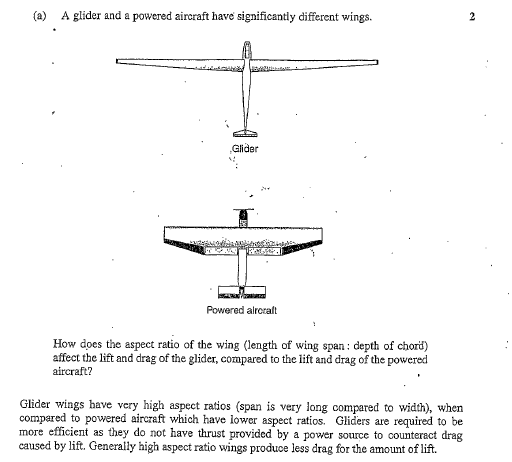 (a) A glider and a powered aircraft have significantly different wings. 2
Glider
Powered aircraft
How does the aspect ratio of the wing (length of wing span : depth of chord)
affect the lift and drag of the glider, compared to the lift and drag of the powered
aircraft?
Glider wings have very high aspect ratios (span is very long compared to width), when
compared to powered aircraft which have lower aspect ratios. Gliders are required to be
more efficient as they do not have thrust provided by a power source to counteract drag
caused by lift. Generally high aspect ratio wings produce less drag for the amount of lift.